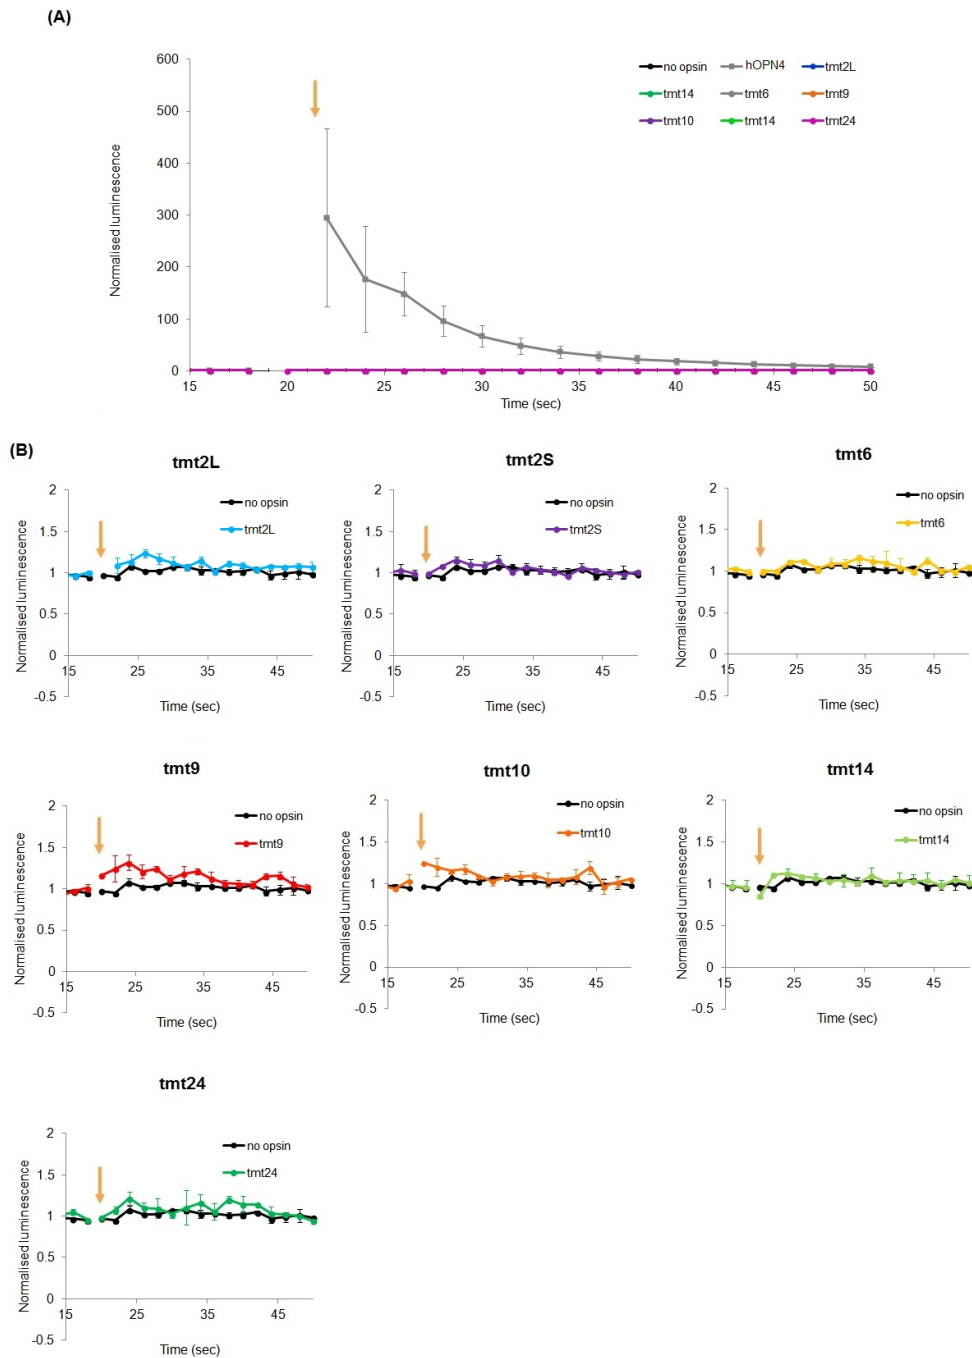 (A)
Normalised luminescence
600
500
400
300
200
100
0
15 20 25 30 35 40 45 50
Time (sec)
no opsin hOPN4 tmt2L
tmt14 tmt6 tmt9
tmt10 tmt14 tmt24
(B)
tmt2L
Normalised luminescence
2
1.5
1
0.5
0
-0.5
15 25 35 45
Time (sec)
no opsin
tmt2L
tmt2S
Normalised luminescence
2
1.5
1
0.5
0
-0.5
15 25 35 45
Time (sec)
no opsin
tmt2S
tmt6
Normalised luminescence
2
1.5
1
0.5
0
-0.5
15 25 35 45
Time (sec)
no opsin
tmt6
tmt9
Normalised luminescence
2
1.5
1
0.5
0
-0.5
15 25 35 45
Time (sec)
no opsin
tmt9
tmt10
Normalised luminescence
2
1.5
1
0.5
0
-0.5
15 25 35 45
Time (sec)
no opsin
tmt10
tmt14
Normalised luminescence
2
1.5
1
0.5
0
-0.5
15 25 35 45
Time (sec)
no opsin
tmt14
tmt24
Normalised luminescence
2
1.5
1
0.5
0
-0.5
15 25 35 45
Time (sec)
no opsin
tmt24